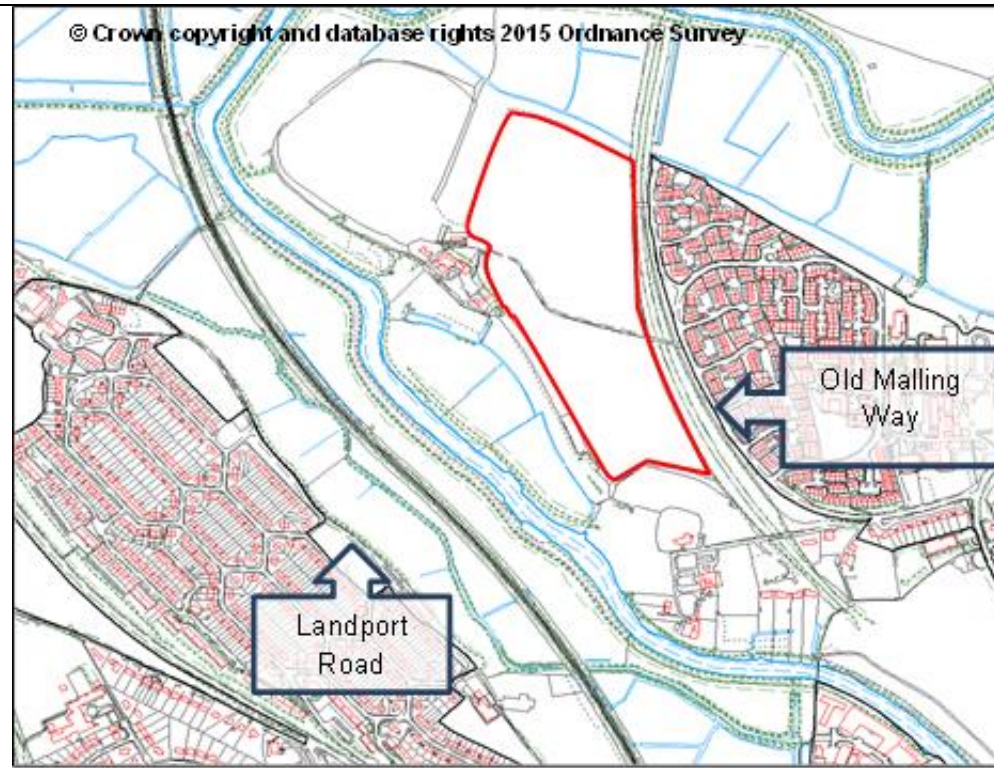 © Crown copyright and database rights 2015 Ordnance Survey
Old Malling
Way
Landport
Road